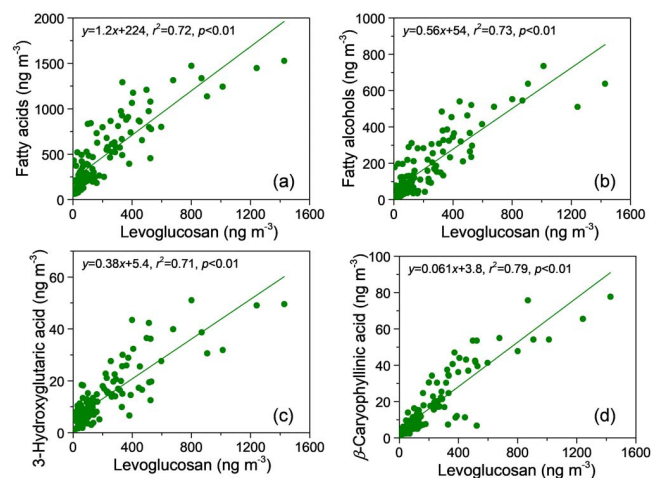 y=1.2x+224, r²=0.72, p<0.01
2000
1500
1000
500
0
Fatty acids (ng m⁻³)
(a)
0 400 800 1200 1600
Levoglucosan (ng m⁻³)
y=0.56x+54, r²=0.73, p<0.01
1000
800
600
400
200
0
Fatty alcohols (ng m⁻³)
(b)
0 400 800 1200 1600
Levoglucosan (ng m⁻³)
y=0.38x+5.4, r²=0.71, p<0.01
60
40
20
0
3-Hydroxyglutaric acid (ng m⁻³)
(c)
0 400 800 1200 1600
Levoglucosan (ng m⁻³)
y=0.061x+3.8, r²=0.79, p<0.01
100
80
60
40
20
0
β-Caryophyllinic acid (ng m⁻³)
(d)
0 400 800 1200 1600
Levoglucosan (ng m⁻³)